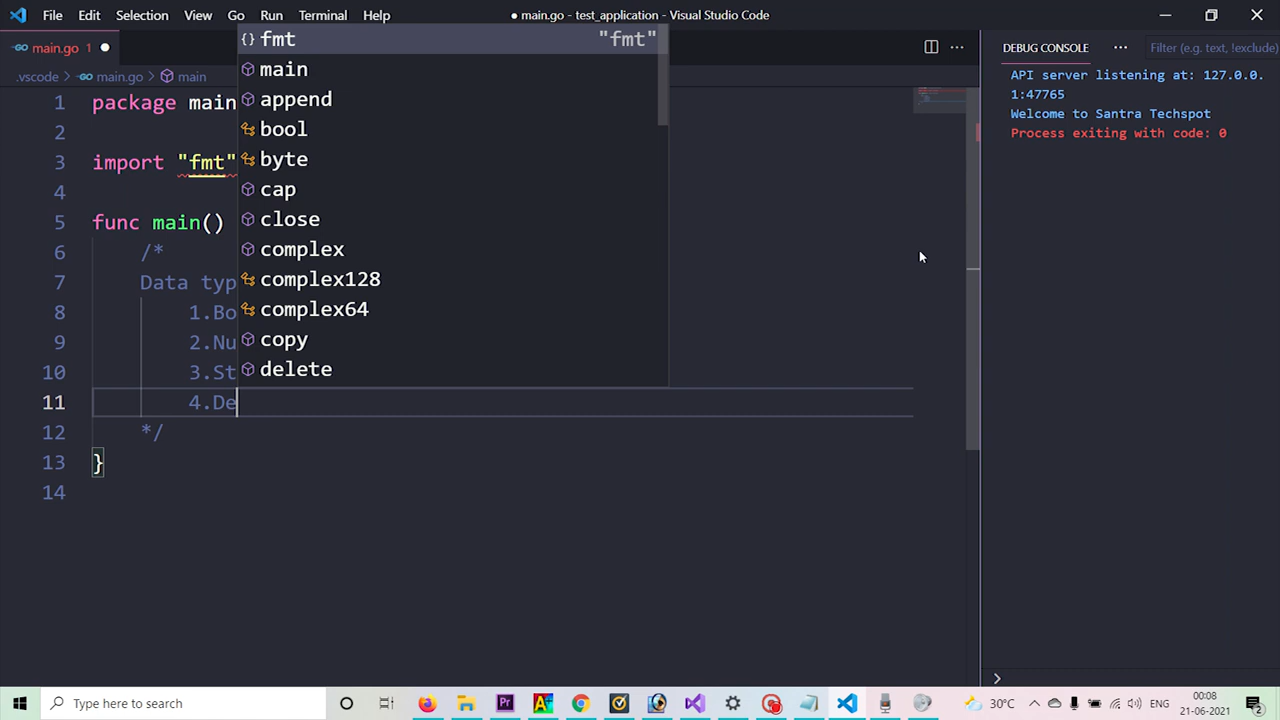 File Edit Selection View Go Run Terminal Help
● main.go - test_application - Visual Studio Code
main.go 1
.vscode > main.go > main
1 package main
2
3 import "fmt"
4
5 func main()
6 /*
7 Data typ
8 1.Bo
9 2.Nu
10 3.St
11 4.De
12 */
13 }
14
{} fmt "fmt"
main
append
bool
byte
cap
close
complex
complex128
complex64
copy
delete
DEBUG CONSOLE ··· Filter (e.g. text, !exclude)
API server listening at: 127.0.0.
1:47765
Welcome to Santra Techspot
Process exiting with code: 0
>
Type here to search
30°C
ENG
00:08
21-06-2021
2